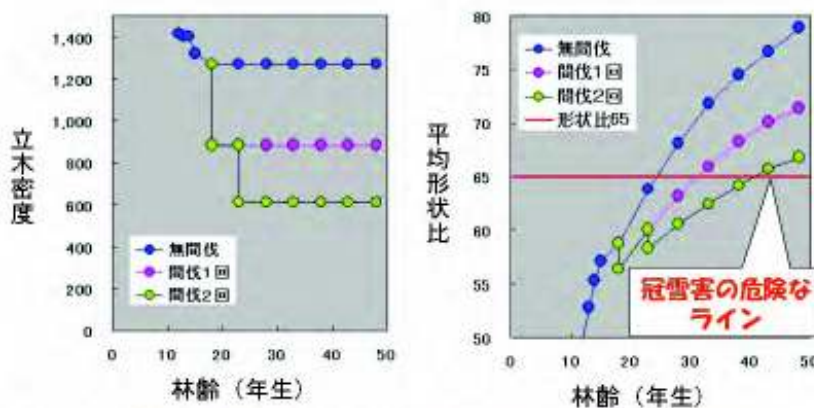 1,400
1,200
1,000
800
600
400
200
0
立木密度
無間伐
間伐1回
間伐2回
0 10 20 30 40 50
林齢（年生）
80
75
70
65
60
55
50
平均形状比
無間伐
間伐1回
間伐2回
形状比65
冠雪害の危険な
ライン
0 10 20 30 40 50
林齢（年生）